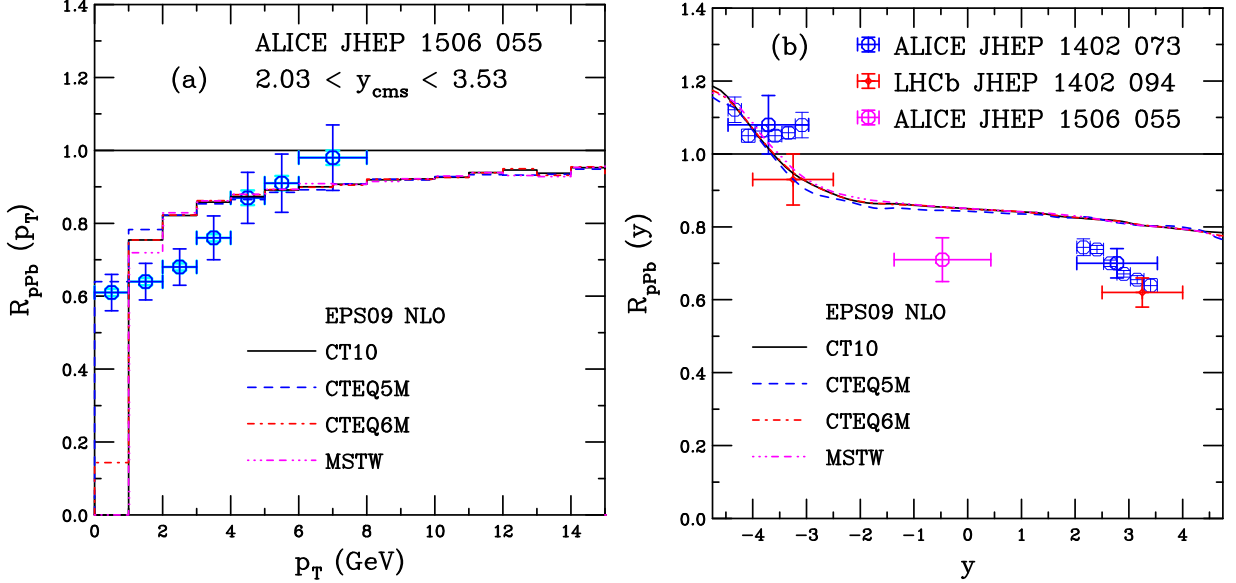 ALICE JHEP 1506 055
(a) 2.03 < y_cms < 3.53
EPS09 NLO
CT10
CTEQ5M
CTEQ6M
MSTW
R_pPb (p_T)
1.4
1.2
1.0
0.8
0.6
0.4
0.2
0.0
0 2 4 6 8 10 12 14
p_T (GeV)
(b)
ALICE JHEP 1402 073
LHCb JHEP 1402 094
ALICE JHEP 1506 055
EPS09 NLO
CT10
CTEQ5M
CTEQ6M
MSTW
R_pPb (y)
1.4
1.2
1.0
0.8
0.6
0.4
0.2
0.0
−4 −3 −2 −1 0 1 2 3 4
y